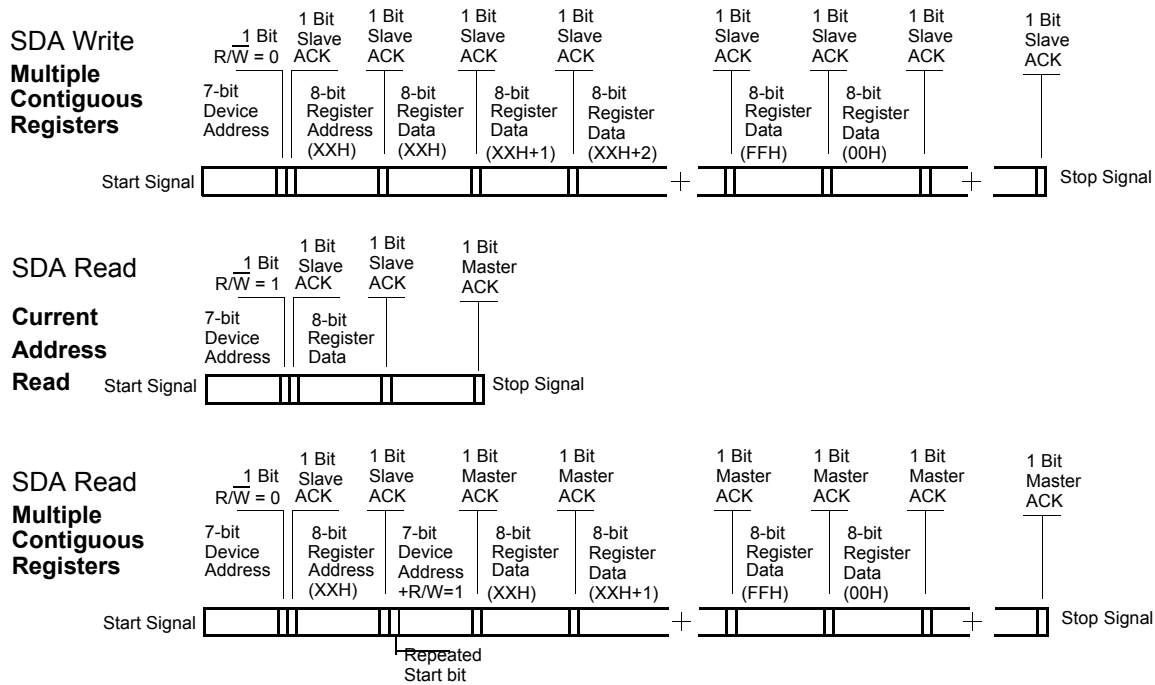 SDA Write
Multiple
Contiguous
Registers
1 Bit
R/W = 0
1 Bit
Slave
ACK
1 Bit
Slave
ACK
1 Bit
Slave
ACK
1 Bit
Slave
ACK
1 Bit
Slave
ACK
1 Bit
Slave
ACK
1 Bit
Slave
ACK
1 Bit
Slave
ACK
7-bit
Device
Address
8-bit
Register
Address
(XXH)
8-bit
Register
Data
(XXH)
8-bit
Register
Data
(XXH+1)
8-bit
Register
Data
(XXH+2)
8-bit
Register
Data
(FFH)
8-bit
Register
Data
(00H)
Start Signal
Stop Signal
SDA Read
Current
Address
Read
1 Bit
R/W = 1
1 Bit
Slave
ACK
1 Bit
Slave
ACK
1 Bit
Master
ACK
7-bit
Device
Address
8-bit
Register
Data
Start Signal
Stop Signal
SDA Read
Multiple
Contiguous
Registers
1 Bit
R/W = 0
1 Bit
Slave
ACK
1 Bit
Slave
ACK
1 Bit
Master
ACK
1 Bit
Master
ACK
1 Bit
Master
ACK
1 Bit
Master
ACK
1 Bit
Master
ACK
1 Bit
Master
ACK
7-bit
Device
Address
8-bit
Register
Address
(XXH)
7-bit
Device
Address
+R/W=1
8-bit
Register
Data
(XXH)
8-bit
Register
Data
(XXH+1)
8-bit
Register
Data
(FFH)
8-bit
Register
Data
(00H)
Start Signal
Stop Signal
Repeated
Start bit